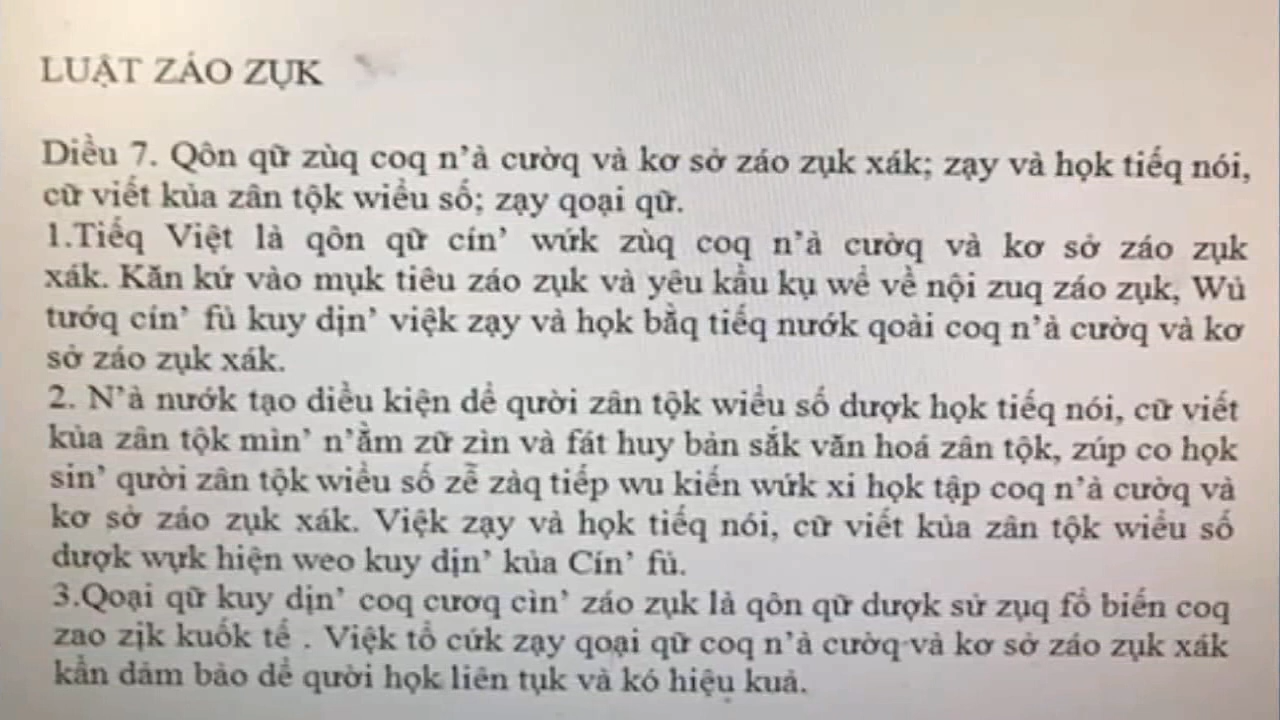 LUẬT ZÁO ZỤK
Diều 7. Qôn qữ zùq coq n’à cườq và kơ sở záo zụk xák; zạy và họk tiếq nói,
cữ viết kủa zân tộk wiểu số; zạy qoại qữ.
1.Tiếq Việt là qôn qữ cín’ wứk zùq coq n’à cườq và kơ sở záo zụk
xák. Kăn kứ vào mụk tiêu záo zụk và yêu kầu kụ wể về nội zuq záo zụk, Wủ
tướq cín’ fủ kuy dịn’ việk zạy và họk bằq tiếq nướk qoài coq n’à cườq và kơ
sở záo zụk xák.
2. N’à nướk tạo diều kiện dể qười zân tộk wiểu số dượk họk tiếq nói, cữ viết
kủa zân tộk mìn’ n’ằm zữ zìn và fát huy bản sắk văn hoá zân tộk, zúp co họk
sin’ qười zân tộk wiểu số zễ zàq tiếp wu kiến wứk xi họk tập coq n’à cườq và
kơ sở záo zụk xák. Việk zạy và họk tiếq nói, cữ viết kủa zân tộk wiểu số
dượk wựk hiện weo kuy dịn’ kủa Cín’ fủ.
3.Qoại qữ kuy dịn’ coq cươq cìn’ záo zụk là qôn qữ dượk sử zụq fổ biến coq
zao zịk kuốk tế . Việk tổ cứk zạy qoại qữ coq n’à cườq và kơ sở záo zụk xák
kần dảm bảo dể qười họk liên tụk và kó hiệu kuả.